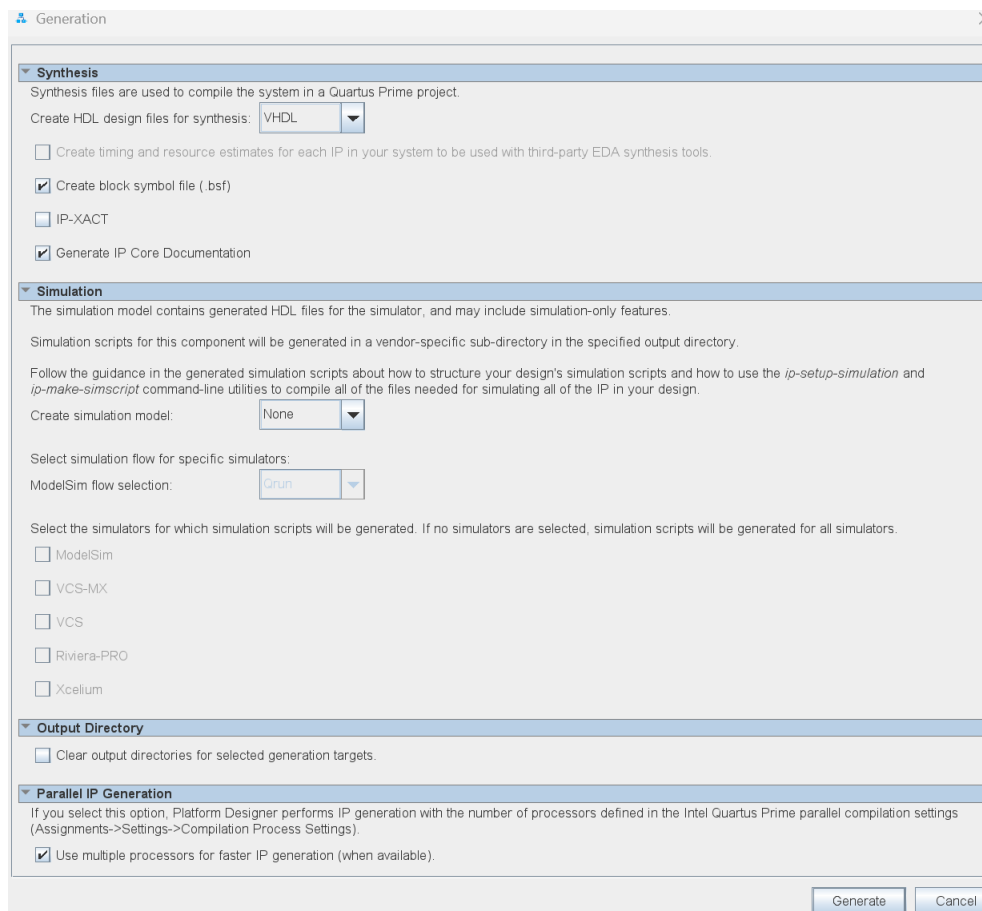 Generation
Synthesis
Synthesis files are used to compile the system in a Quartus Prime project.
Create HDL design files for synthesis: VHDL
Create timing and resource estimates for each IP in your system to be used with third-party EDA synthesis tools.
Create block symbol file (.bsf)
IP-XACT
Generate IP Core Documentation
Simulation
The simulation model contains generated HDL files for the simulator, and may include simulation-only features.
Simulation scripts for this component will be generated in a vendor-specific sub-directory in the specified output directory.
Follow the guidance in the generated simulation scripts about how to structure your design's simulation scripts and how to use the ip-setup-simulation and
ip-make-simscript command-line utilities to compile all of the files needed for simulating all of the IP in your design.
Create simulation model: None
Select simulation flow for specific simulators:
ModelSim flow selection: Qrun
Select the simulators for which simulation scripts will be generated. If no simulators are selected, simulation scripts will be generated for all simulators.
ModelSim
VCS-MX
VCS
Riviera-PRO
Xcelium
Output Directory
Clear output directories for selected generation targets.
Parallel IP Generation
If you select this option, Platform Designer performs IP generation with the number of processors defined in the Intel Quartus Prime parallel compilation settings
(Assignments->Settings->Compilation Process Settings).
Use multiple processors for faster IP generation (when available).
Generate Cancel